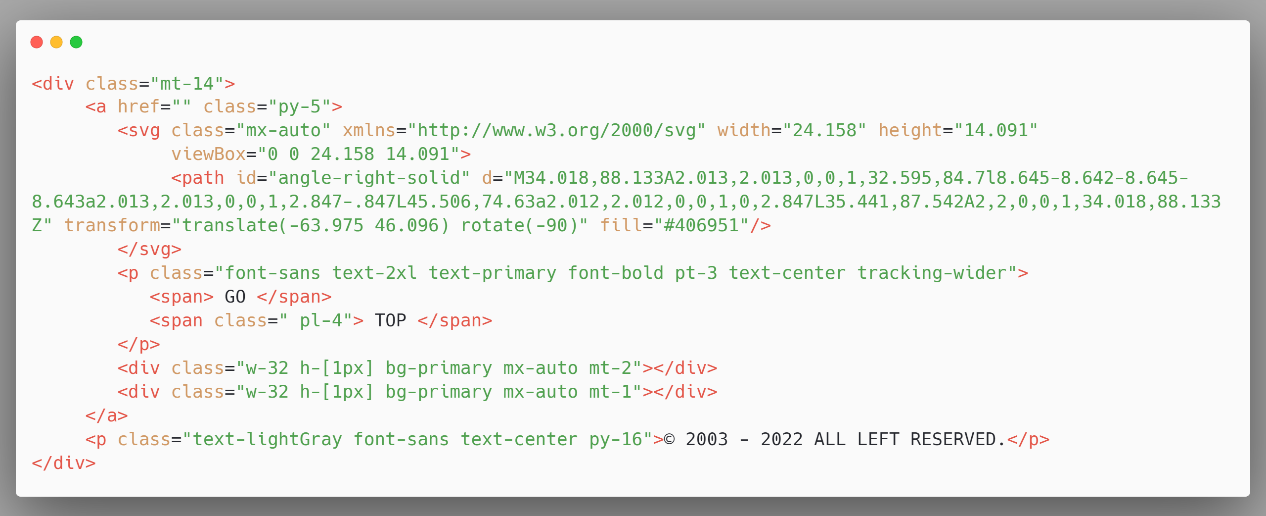 <div class="mt-14">
     <a href="" class="py-5">
        <svg class="mx-auto" xmlns="http://www.w3.org/2000/svg" width="24.158" height="14.091"
             viewBox="0 0 24.158 14.091">
             <path id="angle-right-solid" d="M34.018,88.133A2.013,2.013,0,0,1,32.595,84.7l8.645-8.642-8.645-
8.643a2.013,2.013,0,0,1,2.847-.847L45.506,74.63a2.012,2.012,0,0,1,0,2.847L35.441,87.542A2,2,0,0,1,34.018,88.133
Z" transform="translate(-63.975 46.096) rotate(-90)" fill="#406951"/>
        </svg>
        <p class="font-sans text-2xl text-primary font-bold pt-3 text-center tracking-wider">
           <span> GO </span>
           <span class=" pl-4"> TOP </span>
        </p>
        <div class="w-32 h-[1px] bg-primary mx-auto mt-2"></div>
        <div class="w-32 h-[1px] bg-primary mx-auto mt-1"></div>
     </a>
     <p class="text-lightGray font-sans text-center py-16">© 2003 - 2022 ALL LEFT RESERVED.</p>
</div>